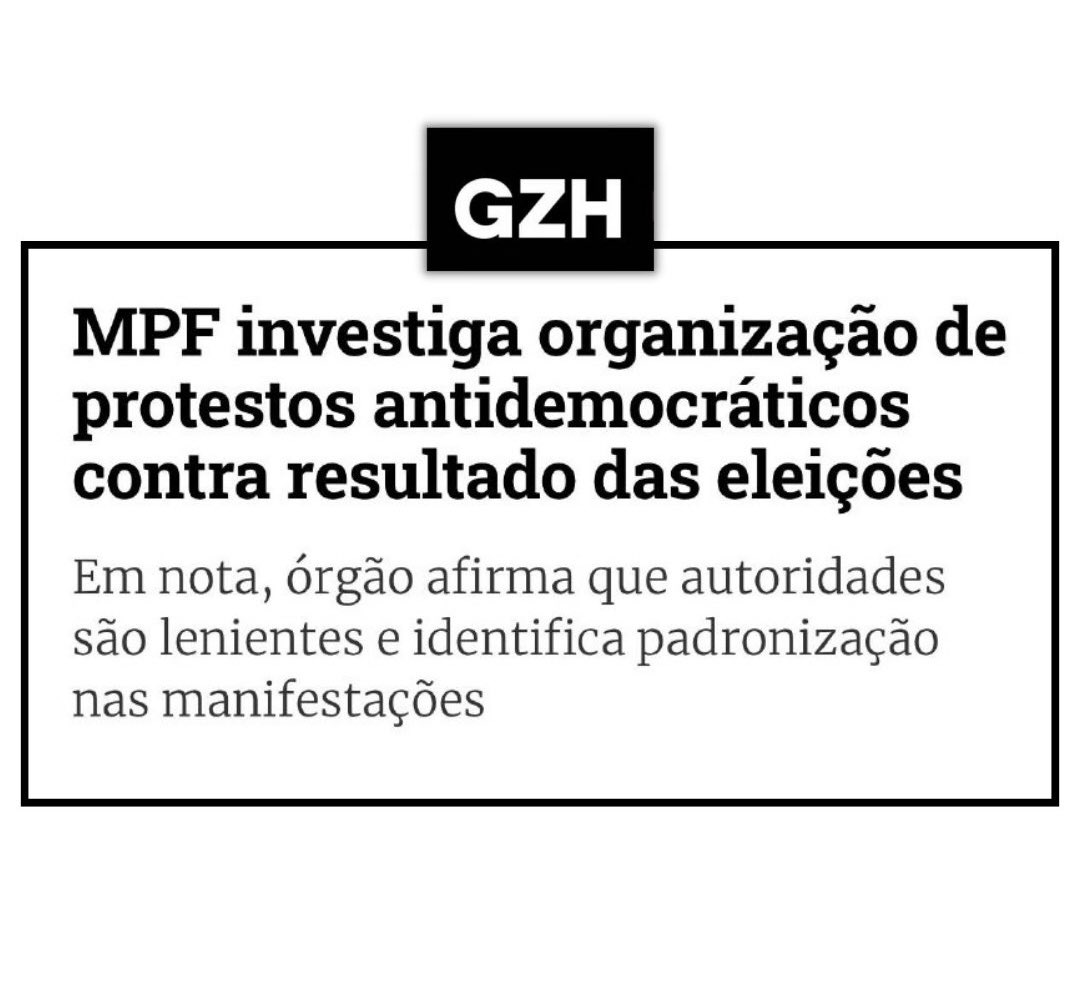 GZH
MPF investiga organização de
protestos antidemocráticos
contra resultado das eleições
Em nota, órgão afirma que autoridades
são lenientes e identifica padronização
nas manifestações